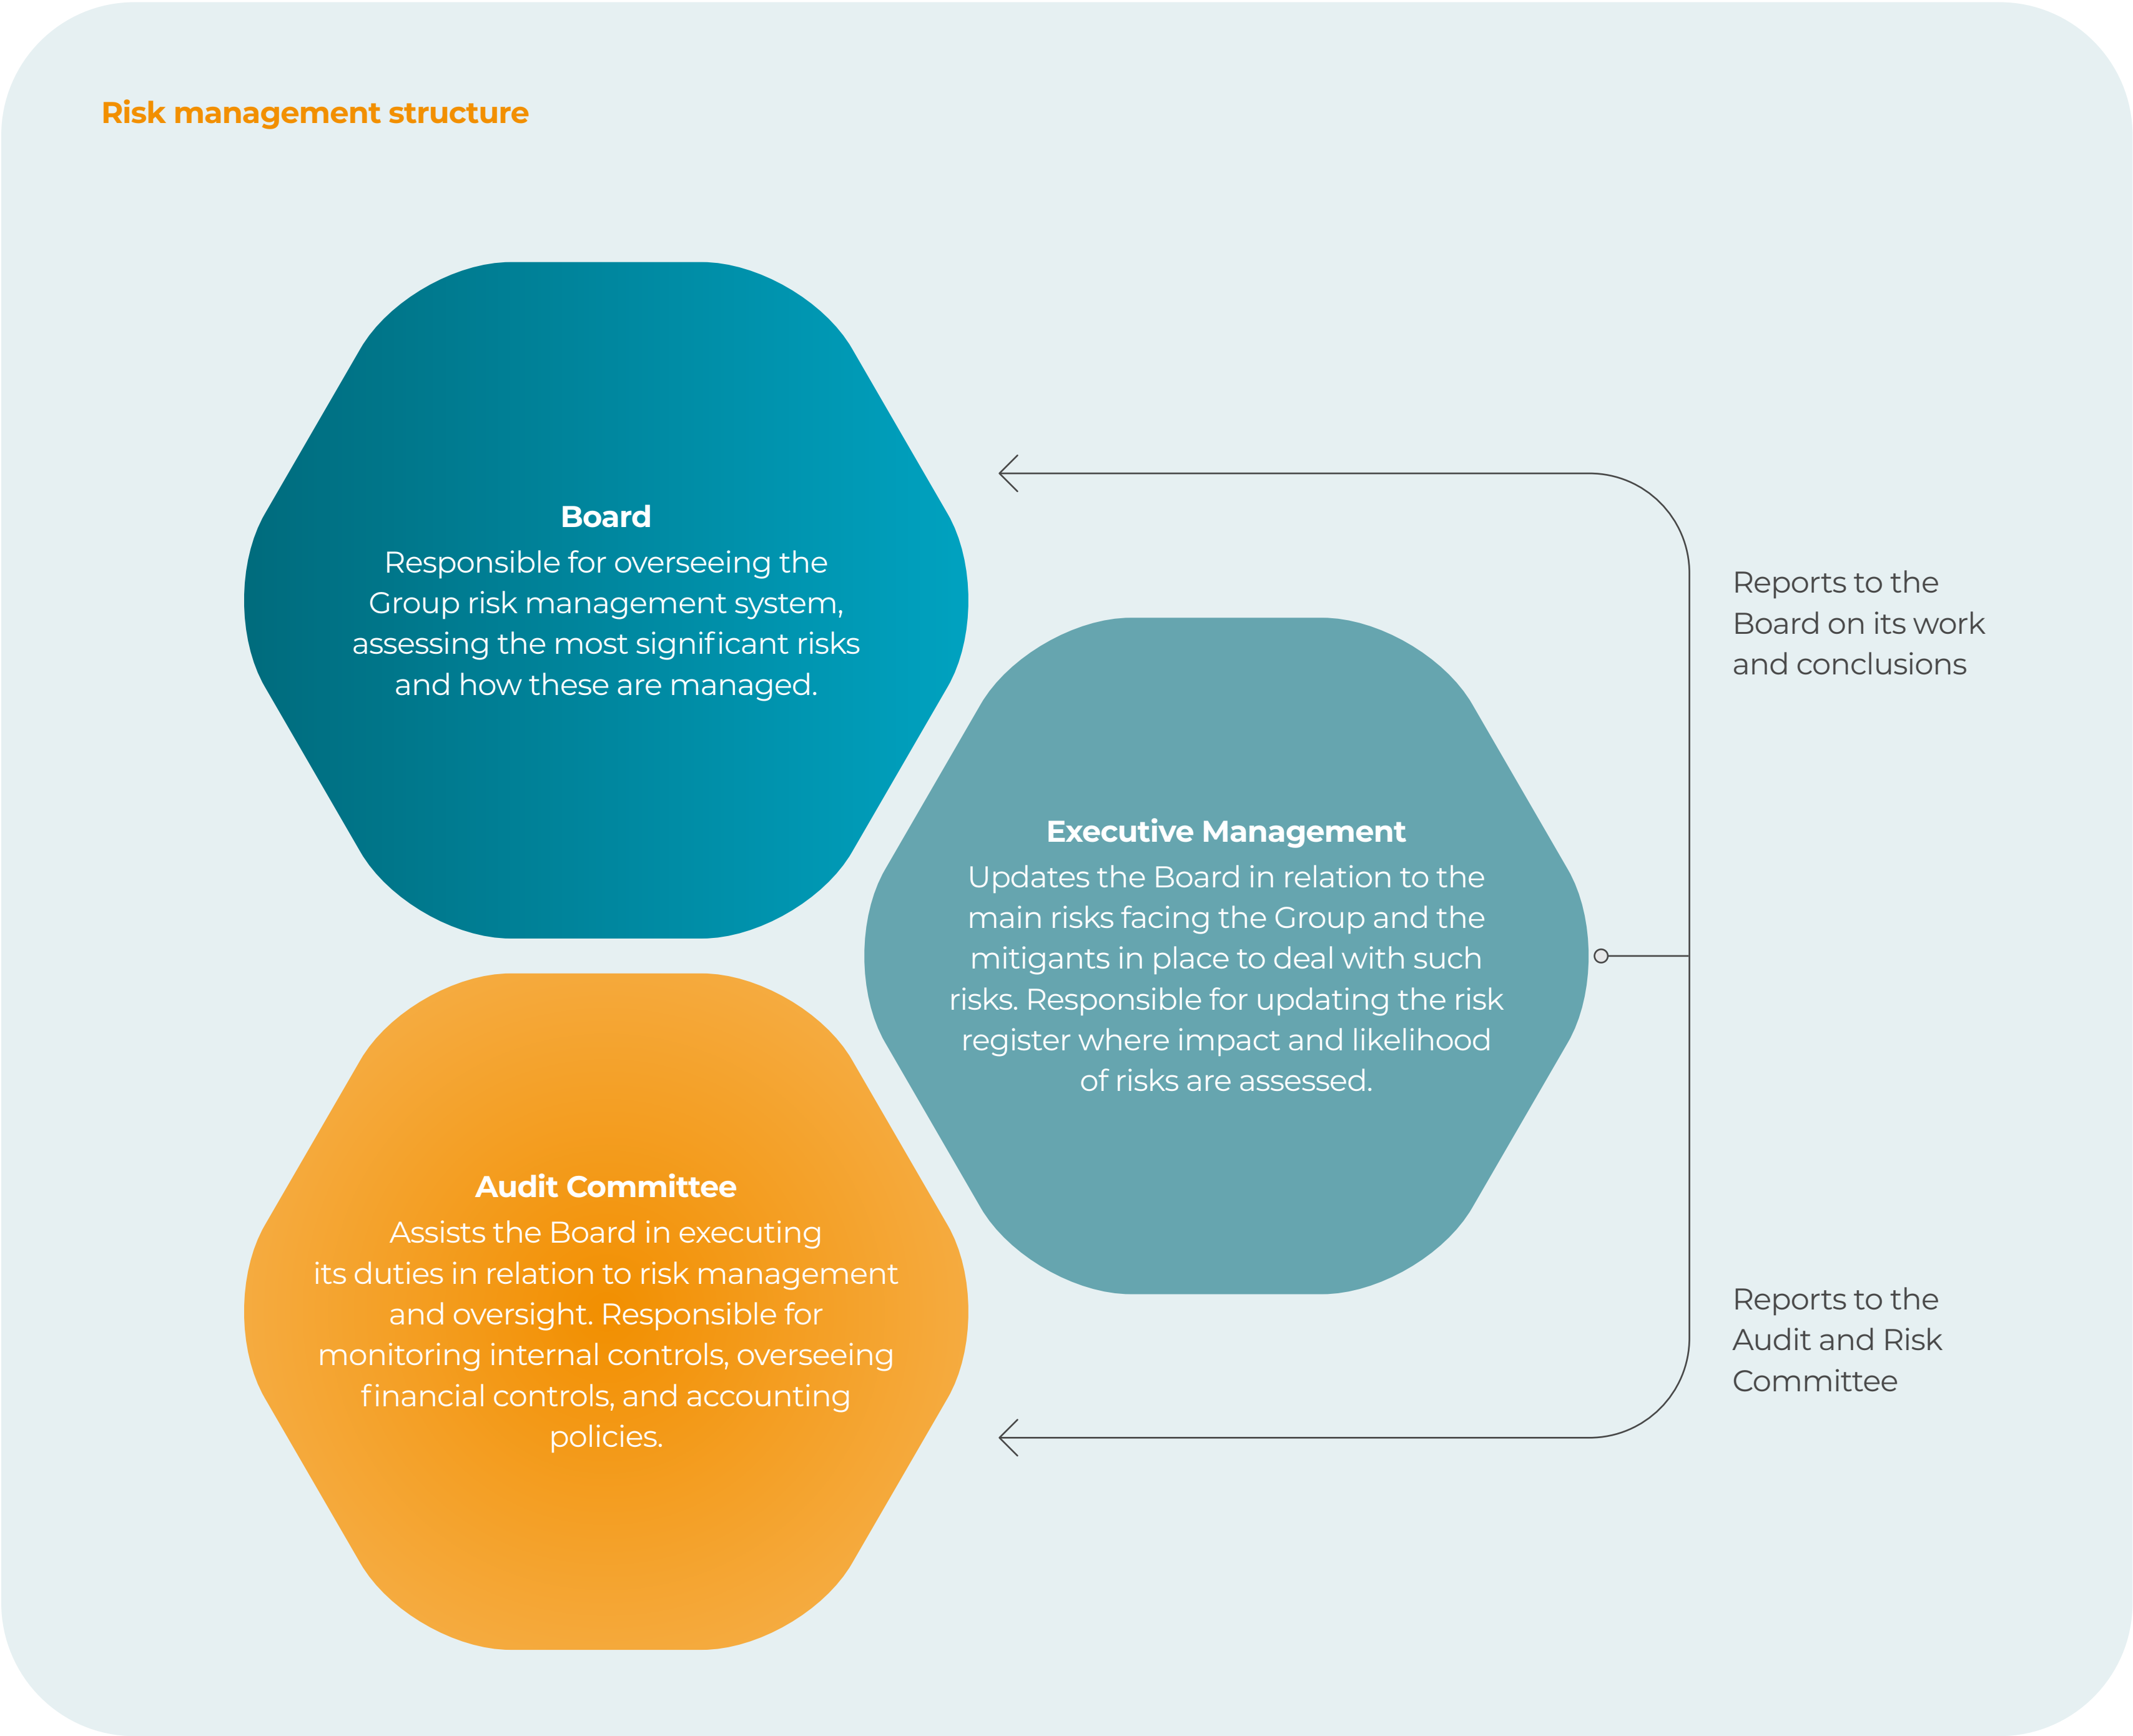 Risk management structure
Board
Responsible for overseeing the
Group risk management system,
assessing the most significant risks
and how these are managed.
Reports to the
Board on its work
and conclusions
Executive Management
Updates the Board in relation to the
main risks facing the Group and the
mitigants in place to deal with such
risks. Responsible for updating the risk
register where impact and likelihood
of risks are assessed.
Audit Committee
Assists the Board in executing
its duties in relation to risk management
and oversight. Responsible for
monitoring internal controls, overseeing
financial controls, and accounting
policies.
Reports to the
Audit and Risk
Committee